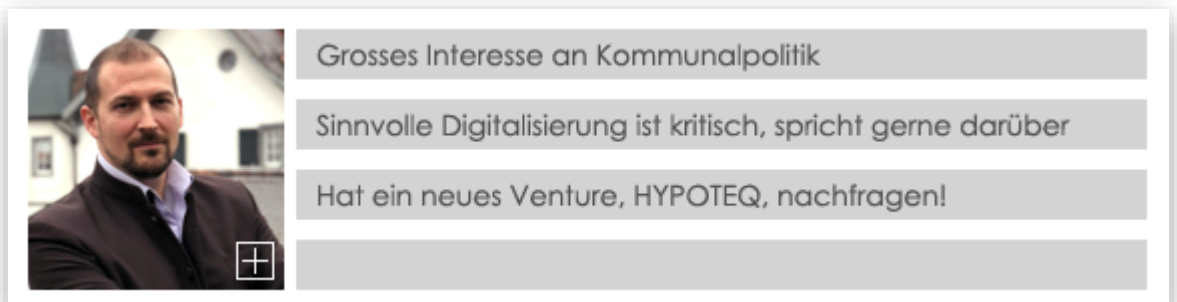 Grosses Interesse an Kommunalpolitik
Sinnvolle Digitalisierung ist kritisch, spricht gerne darüber
Hat ein neues Venture, HYPOTEQ, nachfragen!